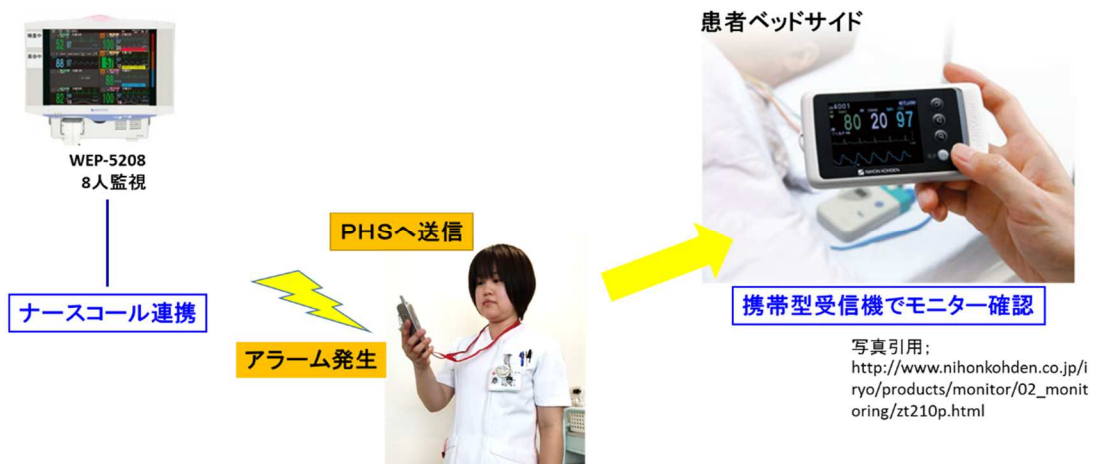 患者ベッドサイド
WEP-5208
8人監視
PHSへ送信
ナースコール連携
アラーム発生
4001
80 20 97
NIHON KOHDEN
携帯型受信機でモニター確認
写真引用;
http://www.nihonkohden.co.jp/i
ryo/products/monitor/02_monit
oring/zt210p.html